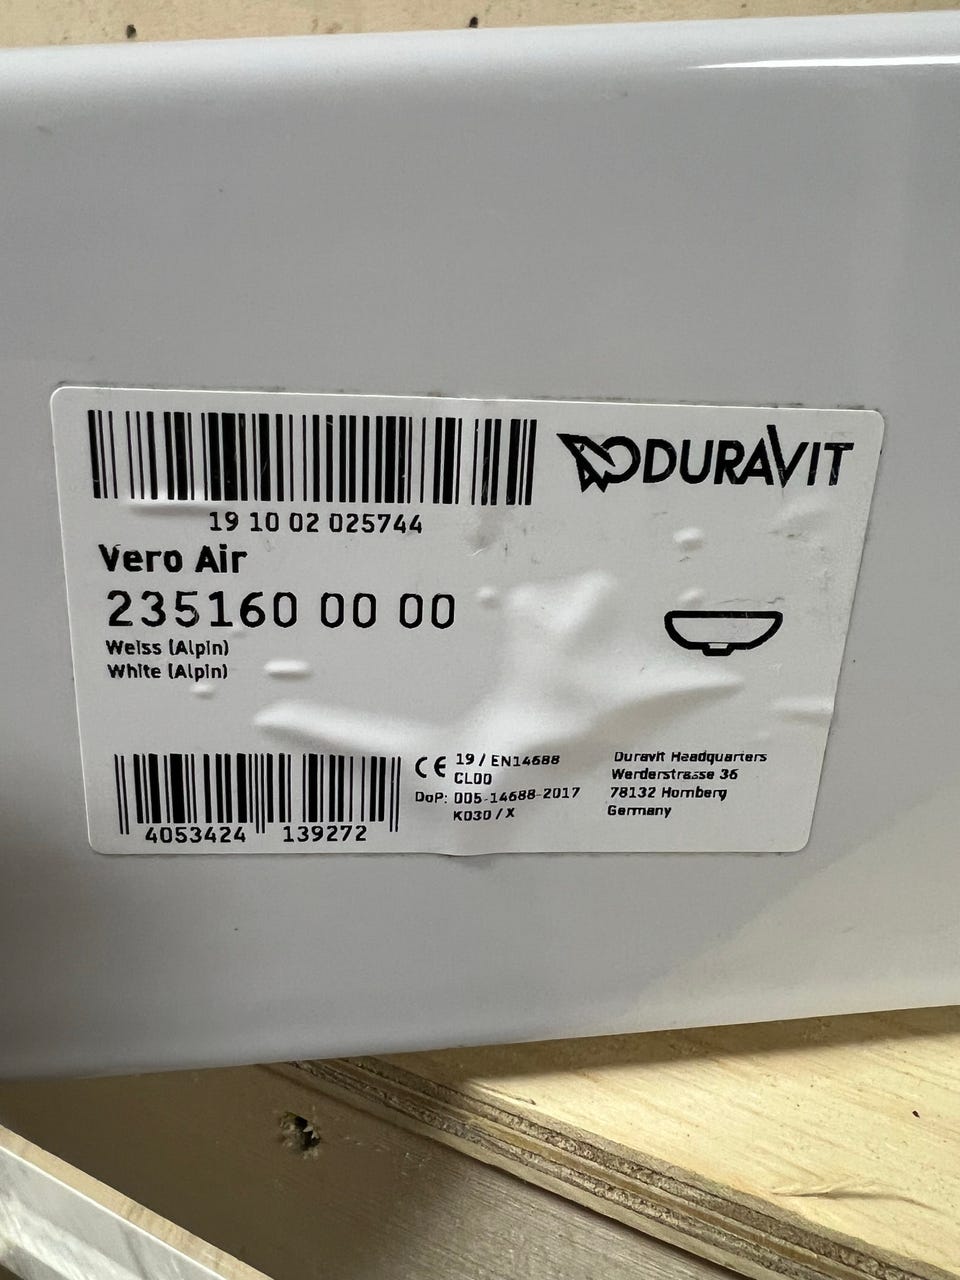 DURAVIT
19 10 02 025744
Vero Air
235160 00 00
Weiss (Alpin)
White (Alpin)
4053424 139272
CE 19 / EN14688
CL00
DoP: 005-14688-2017
K030 / X
Duravit Headquarters
Werderstrasse 36
78132 Hornberg
Germany